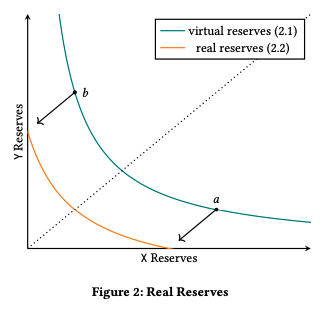 virtual reserves (2.1)
real reserves (2.2)
b
a
Y Reserves
X Reserves
Figure 2: Real Reserves